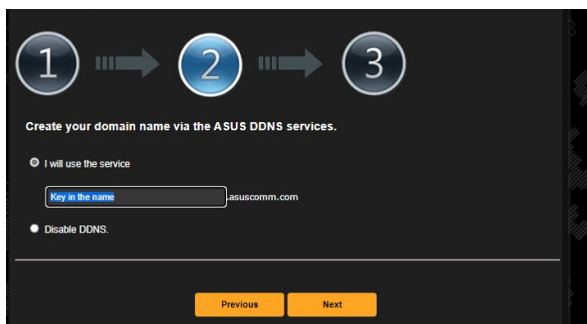 1 2 3
Create your domain name via the ASUS DDNS services.
I will use the service
Key in the name .asuscomm.com
Disable DDNS.
Previous Next